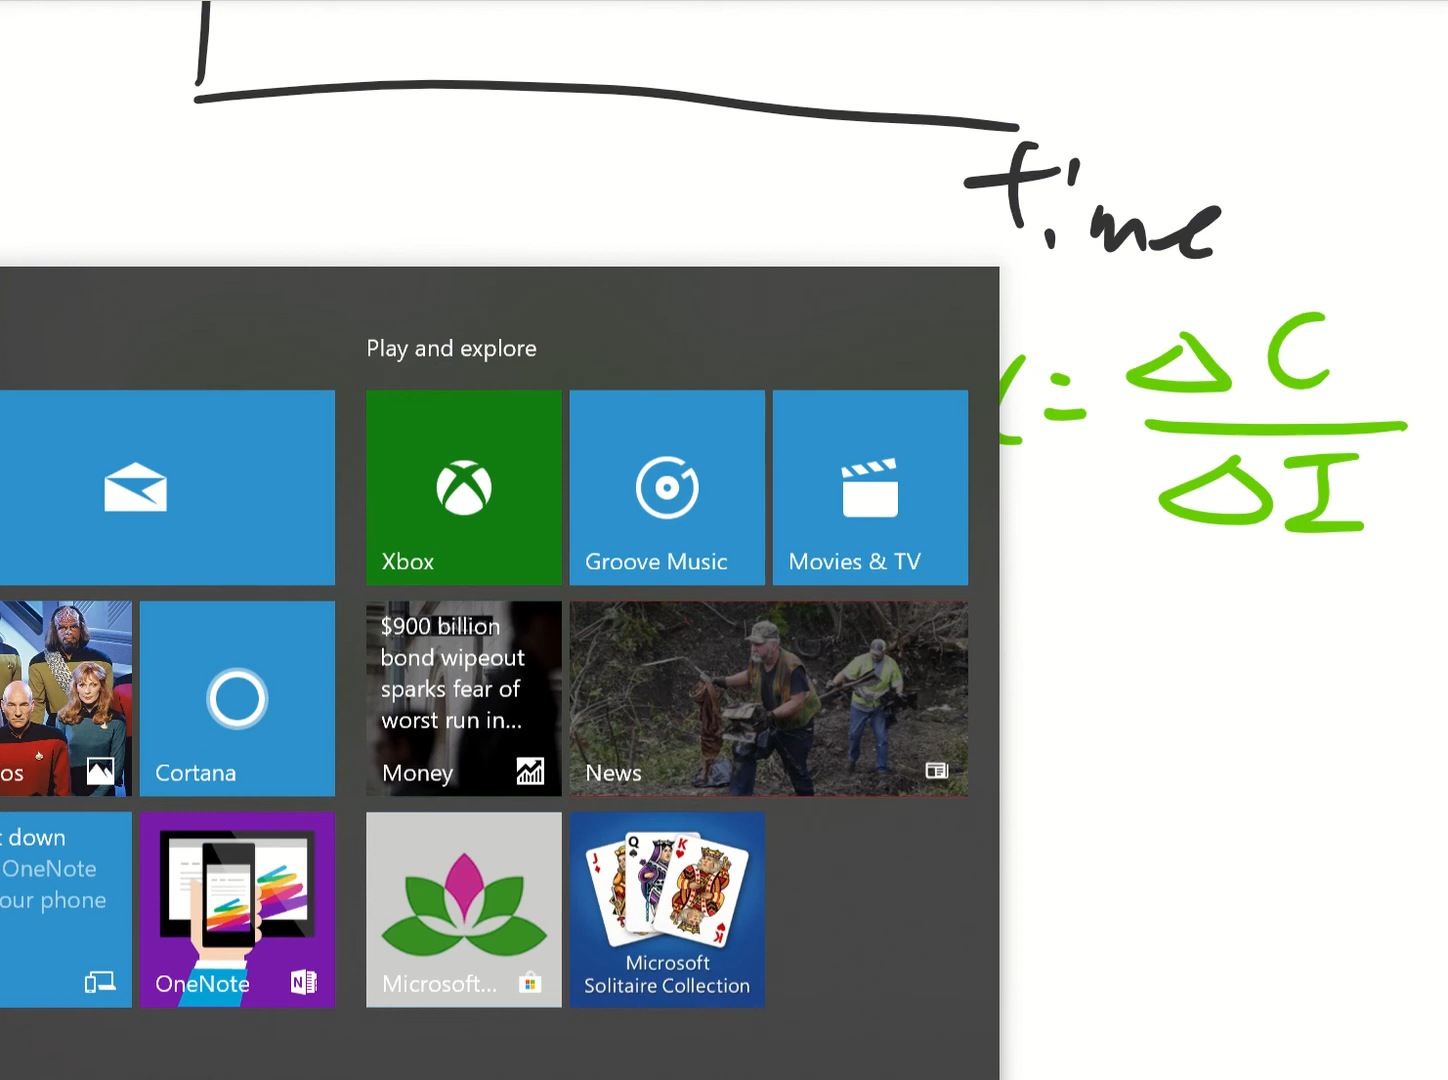 time
= ΔC
ΔI
Play and explore
Xbox
Groove Music
Movies & TV
$900 billion
bond wipeout
sparks fear of
worst run in...
os
Cortana
Money
News
t down
OneNote
our phone
J
Q
K
K
OneNote
N
Microsoft...
Microsoft
Solitaire Collection